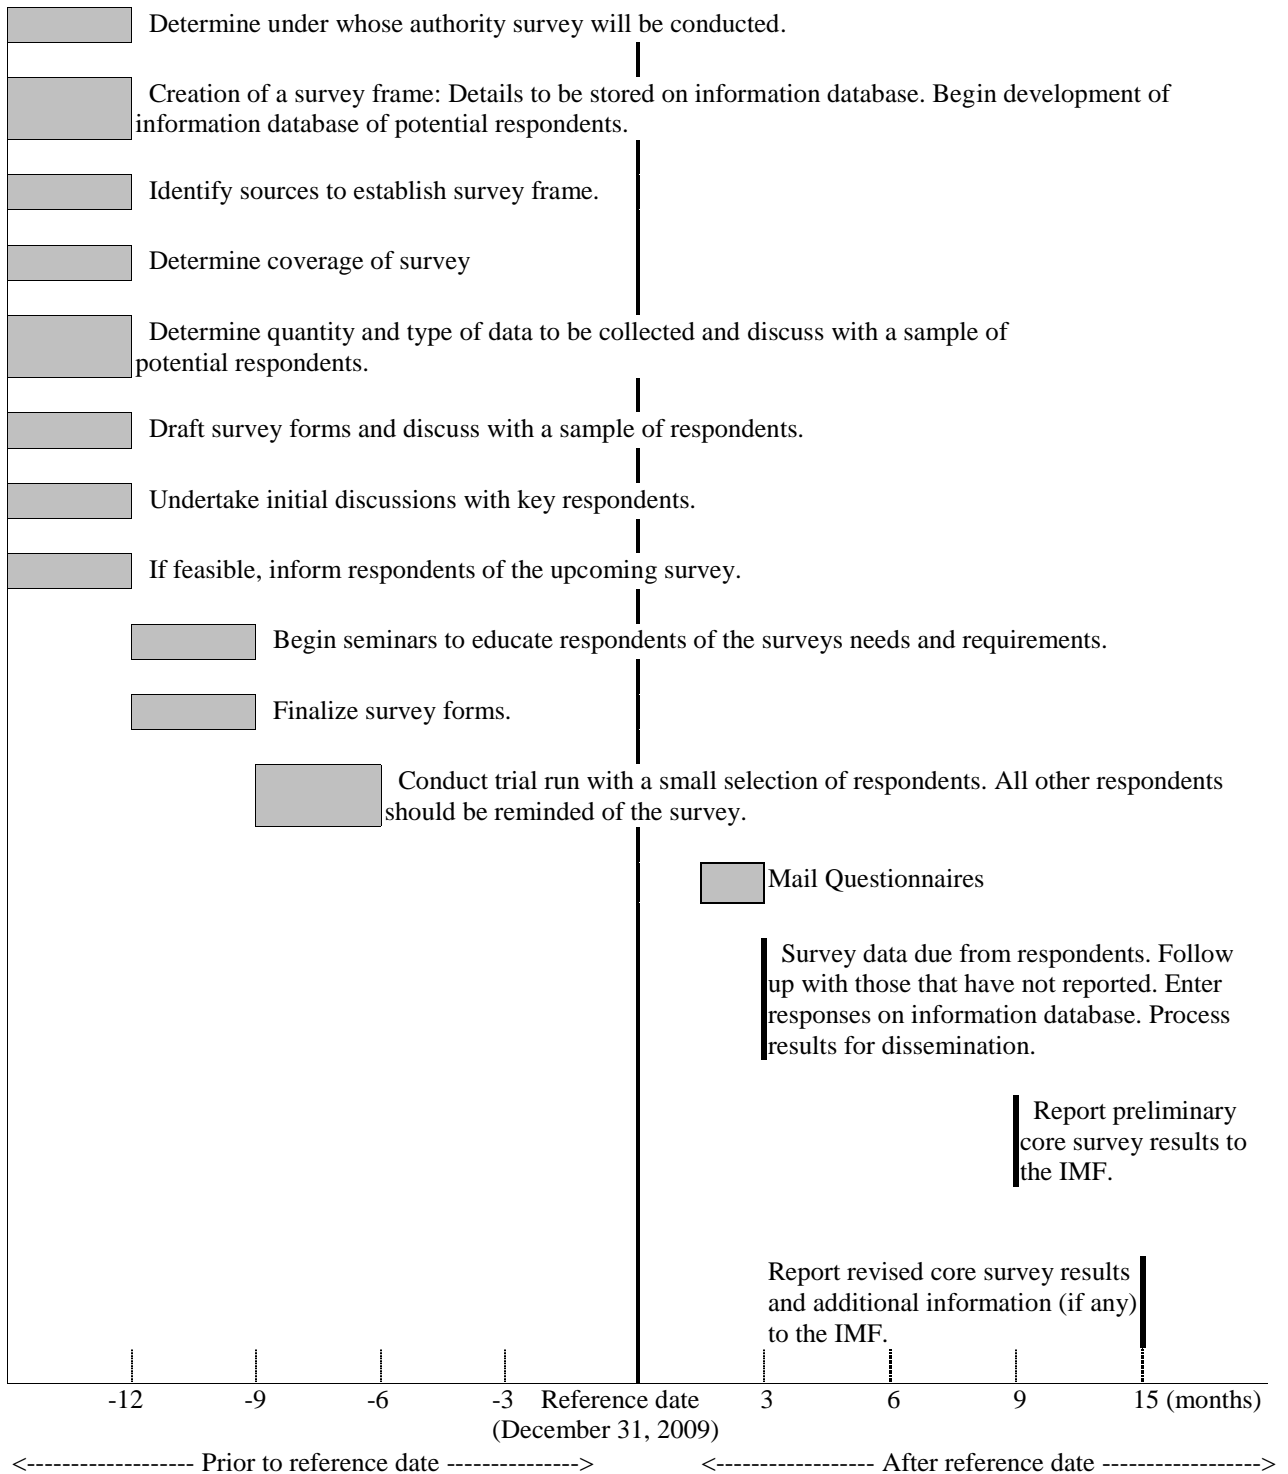 Determine under whose authority survey will be conducted.
Creation of a survey frame: Details to be stored on information database. Begin development of
information database of potential respondents.
Identify sources to establish survey frame.
Determine coverage of survey
Determine quantity and type of data to be collected and discuss with a sample of
potential respondents.
Draft survey forms and discuss with a sample of respondents.
Undertake initial discussions with key respondents.
If feasible, inform respondents of the upcoming survey.
Begin seminars to educate respondents of the surveys needs and requirements.
Finalize survey forms.
Conduct trial run with a small selection of respondents. All other respondents
should be reminded of the survey.
Mail Questionnaires
Survey data due from respondents. Follow
up with those that have not reported. Enter
responses on information database. Process
results for dissemination.
Report preliminary
core survey results to
the IMF.
Report revised core survey results
and additional information (if any)
to the IMF.
-12 -9 -6 -3 Reference date 3 6 9 15 (months)
(December 31, 2009)
<------------------- Prior to reference date ---------------> <------------------ After reference date ------------------>